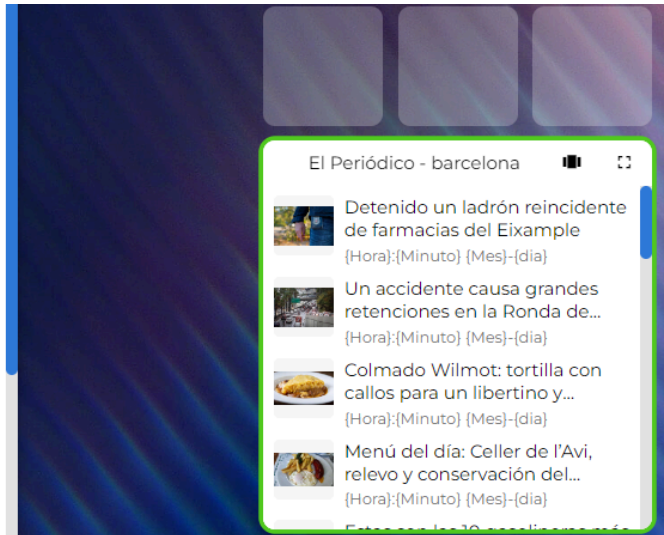 El Periódico - barcelona
Detenido un ladrón reincidente
de farmacias del Eixample
{Hora}:{Minuto} {Mes}-{dia}
Un accidente causa grandes
retenciones en la Ronda de...
{Hora}:{Minuto} {Mes}-{dia}
Colmado Wilmot: tortilla con
callos para un libertino y...
{Hora}:{Minuto} {Mes}-{dia}
Menú del día: Celler de l'Avi,
relevo y conservación del...
{Hora}:{Minuto} {Mes}-{dia}